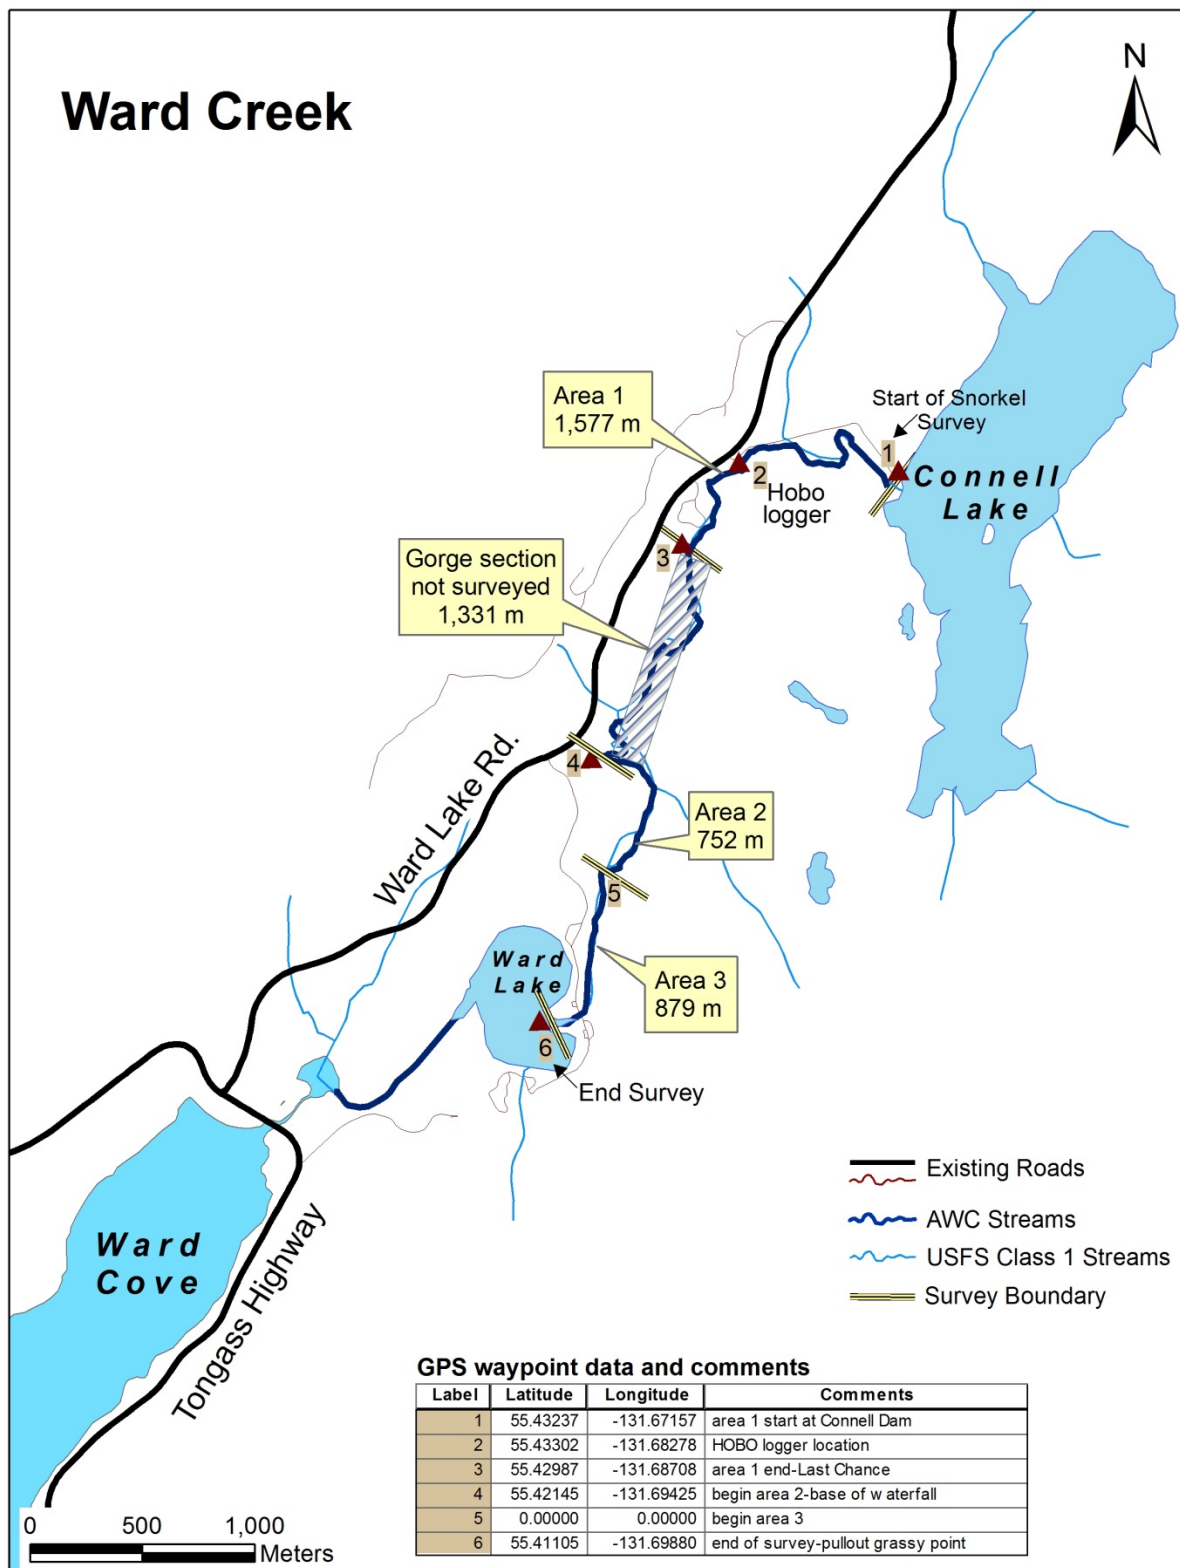 Ward Creek
N
Area 1
1,577 m
Start of Snorkel
Survey
1
2
Hobo
logger
Connell
Lake
3
Gorge section
not surveyed
1,331 m
4
Ward Lake Rd.
Area 2
752 m
5
Ward
Lake
Area 3
879 m
6
End Survey
Ward
Cove
Tongass Highway
Existing Roads
AWC Streams
USFS Class 1 Streams
Survey Boundary
GPS waypoint data and comments
Label Latitude Longitude Comments
1 55.43237 -131.67157 area 1 start at Connell Dam
2 55.43302 -131.68278 HOBO logger location
3 55.42987 -131.68708 area 1 end-Last Chance
4 55.42145 -131.69425 begin area 2-base of waterfall
5 0.00000 0.00000 begin area 3
6 55.41105 -131.69880 end of survey-pullout grassy point
0 500 1,000
Meters